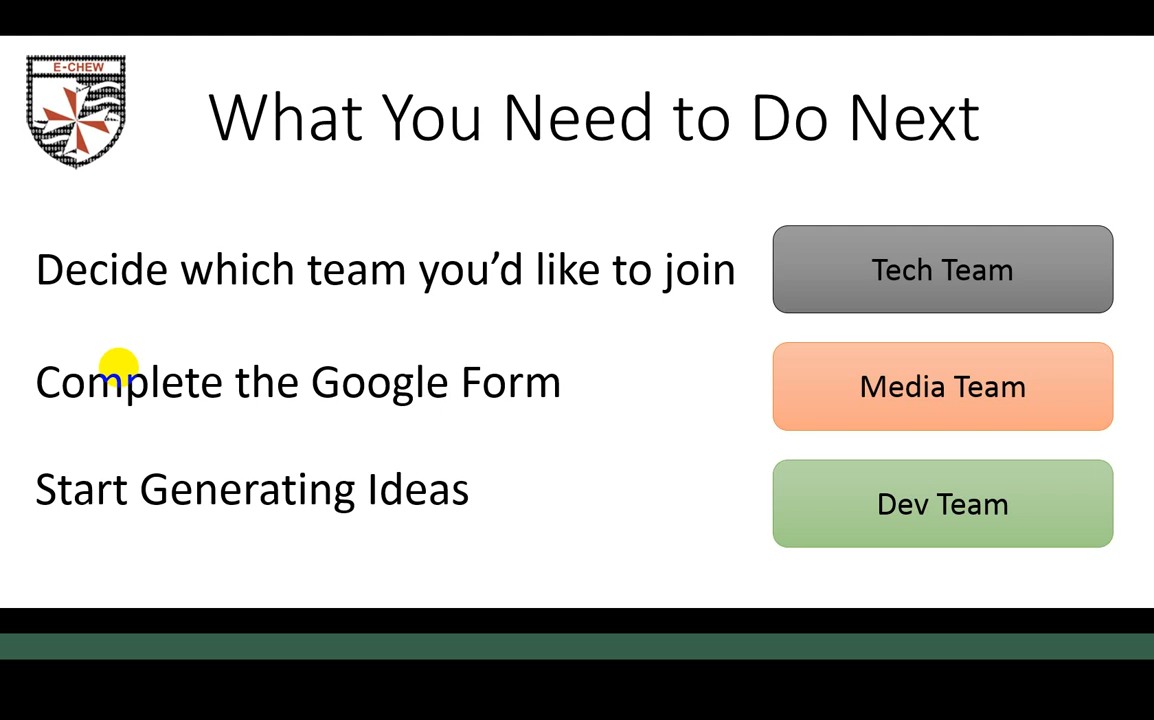 E-CHEW
What You Need to Do Next
Decide which team you’d like to join
Tech Team
Complete the Google Form
Media Team
Start Generating Ideas
Dev Team